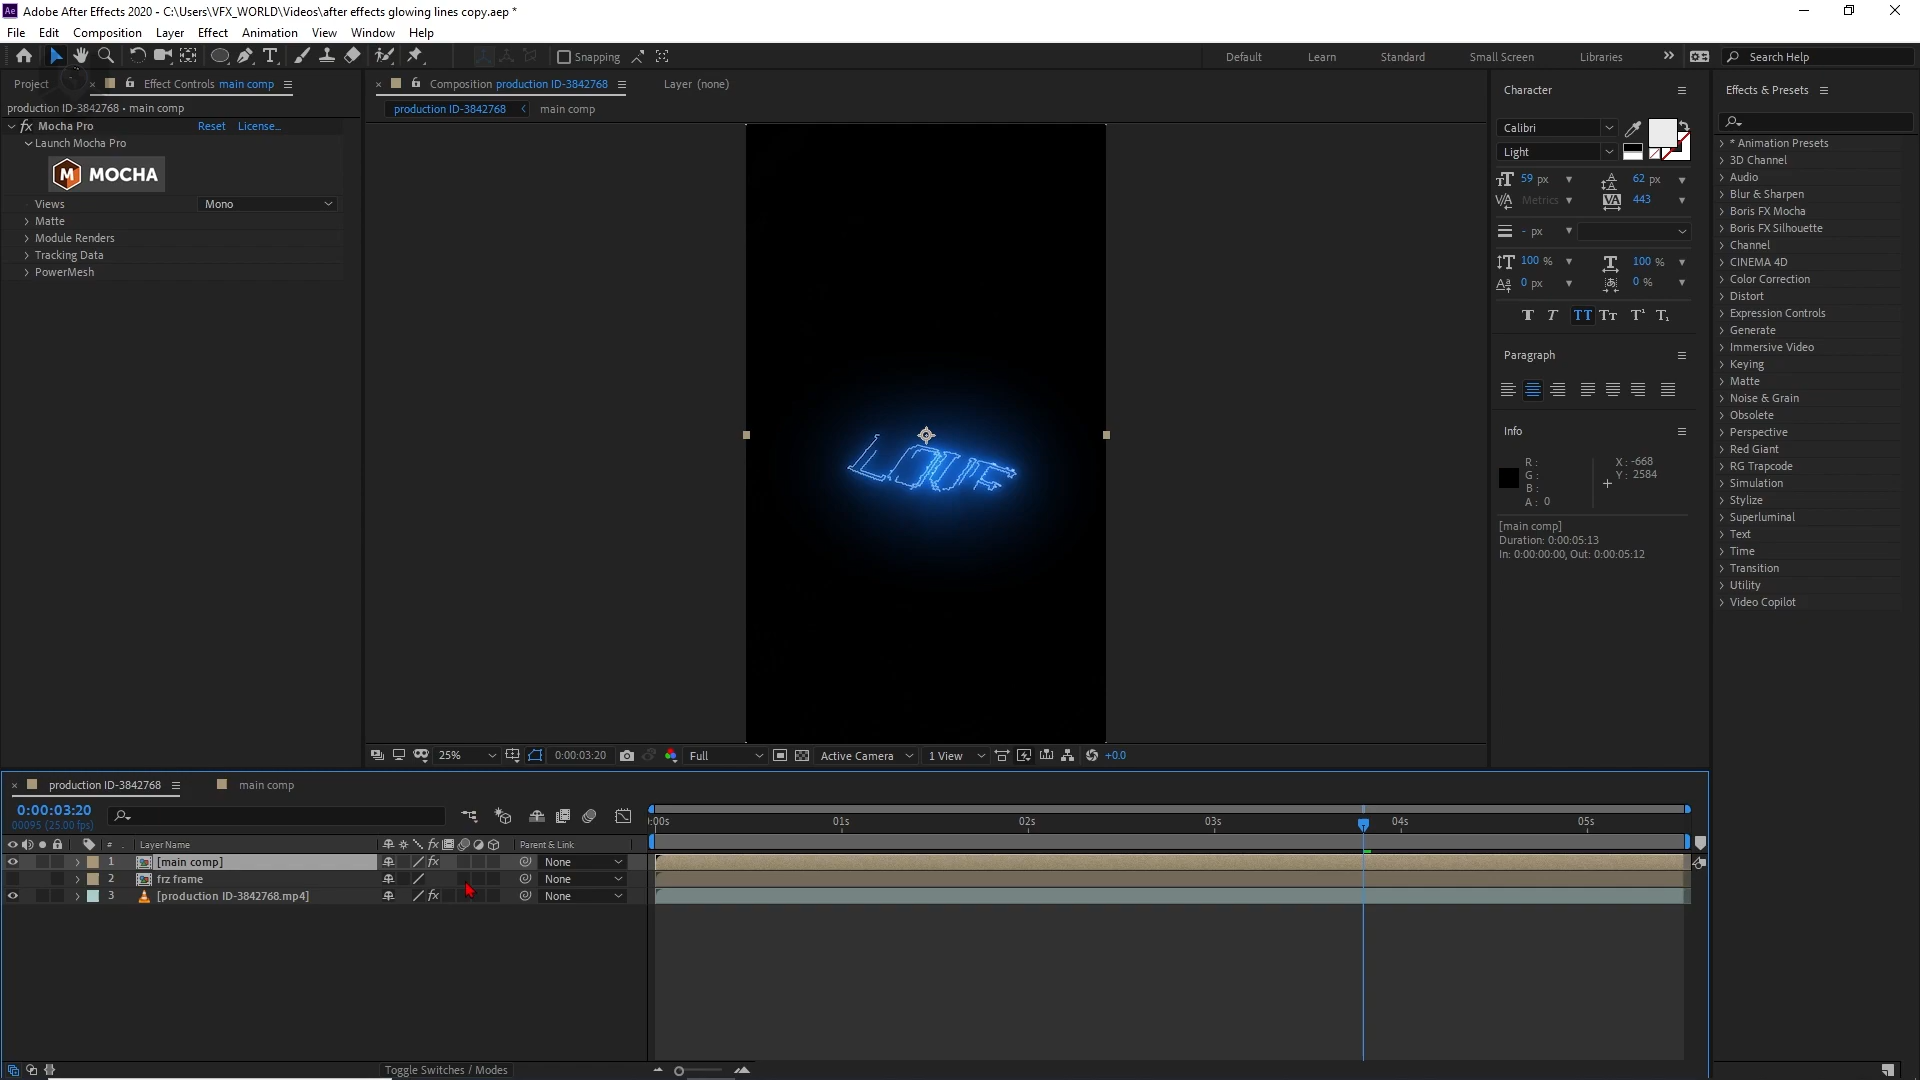 Ae Adobe After Effects 2020 - C:\Users\VFX_WORLD\Videos\after effects glowing lines copy.aep *
File Edit Composition Layer Effect Animation View Window Help
Snapping
Default Learn Standard Small Screen Libraries Search Help
Project Effect Controls main comp
production ID-3842768 • main comp
fx Mocha Pro Reset License...
Launch Mocha Pro
M MOCHA
Views Mono
Matte
Module Renders
Tracking Data
PowerMesh
Composition production ID-3842768 Layer (none)
production ID-3842768 main comp
LOVE
25% 0:00:03:20 Full Active Camera 1 View +0.0
Character
Calibri
Light
59 px 62 px
Metrics 443
- px
100 % 100 %
0 px 0 %
T T TT Tt T¹ T₁
Paragraph
Info
R : X : -668
G : Y : 2584
B :
A : 0
[main comp]
Duration: 0:00:05:13
In: 0:00:00:00, Out: 0:00:05:12
Effects & Presets
* Animation Presets
3D Channel
Audio
Blur & Sharpen
Boris FX Mocha
Boris FX Silhouette
Channel
CINEMA 4D
Color Correction
Distort
Expression Controls
Generate
Immersive Video
Keying
Matte
Noise & Grain
Obsolete
Perspective
Red Giant
RG Trapcode
Simulation
Stylize
Superluminal
Text
Time
Transition
Utility
Video Copilot
production ID-3842768 main comp
0:00:03:20
00095 (25.00 fps)
:00s 01s 02s 03s 04s 05s
# Layer Name fx Parent & Link
1 [main comp] fx None
2 frz frame None
3 [production ID-3842768.mp4] fx None
Toggle Switches / Modes